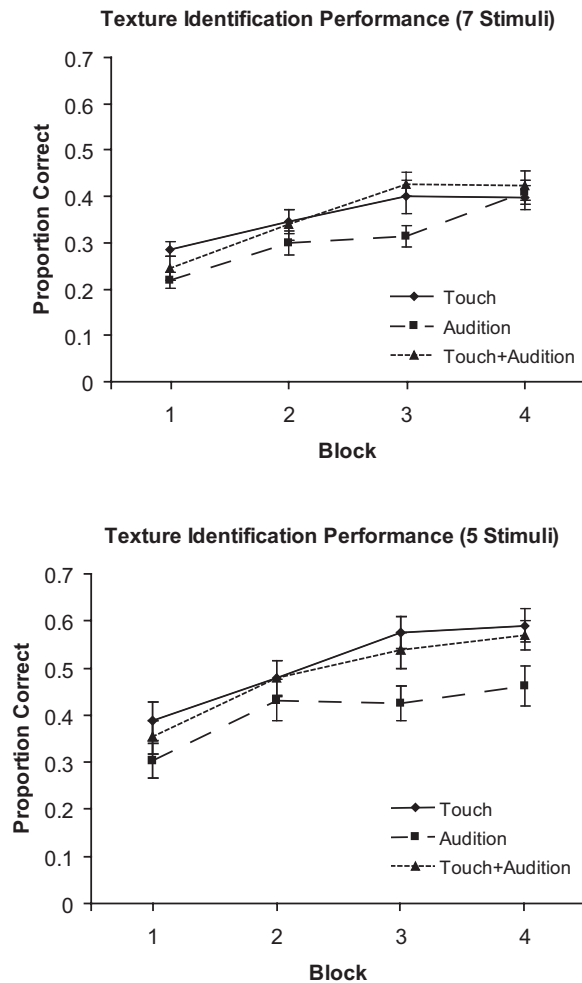 Texture Identification Performance (7 Stimuli)
0.7
0.6
0.5
0.4
0.3
0.2
0.1
0
Proportion Correct
Touch
Audition
Touch+Audition
1 2 3 4
Block
Texture Identification Performance (5 Stimuli)
0.7
0.6
0.5
0.4
0.3
0.2
0.1
0
Proportion Correct
Touch
Audition
Touch+Audition
1 2 3 4
Block